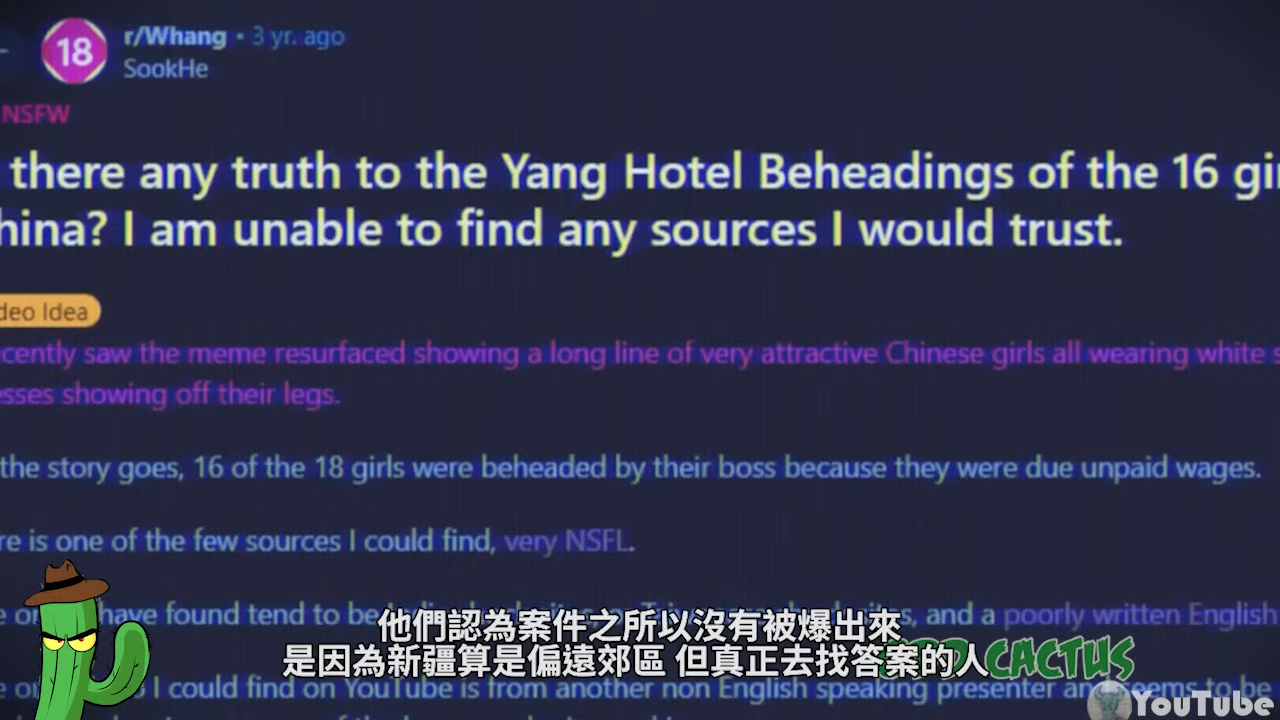 18 r/Whang • 3 yr. ago
SookHe
NSFW
there any truth to the Yang Hotel Beheadings of the 16
hina? I am unable to find any sources I would trust.
deo Idea
ecently saw the meme resurfaced showing a long line of very attractive Chinese girls all wearing white
esses showing off their legs.
the story goes, 16 of the 18 girls were beheaded by their boss because they were due unpaid wages.
re is one of the few sources I could find, very NSFL.
have found tend to be and a poorly written English
他們認為案件之所以沒有被爆出來
是因為新疆算是偏遠郊區 但真正去找答案的人
CACTUS
I could find on YouTube is from another non English speaking presenter
YouTube